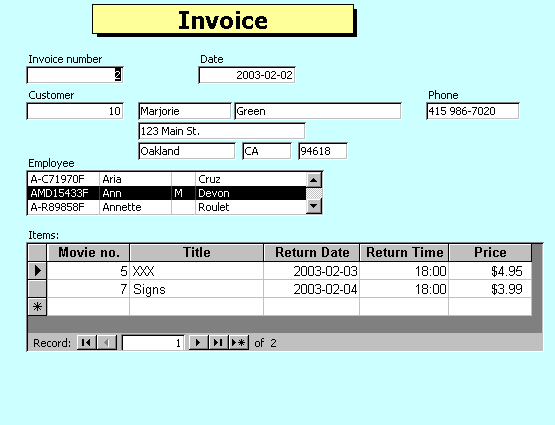 Invoice
Invoice number Date
2 2003-02-02
Customer Phone
10 Marjorie Green 415 986-7020
123 Main St.
Oakland CA 94618
Employee
A-C71970F Aria Cruz
AMD15433F Ann M Devon
A-R89858F Annette Roulet
Items:
Movie no. Title Return Date Return Time Price
5 XXX 2003-02-03 18:00 $4.95
7 Signs 2003-02-04 18:00 $3.99
Record: 1 of 2